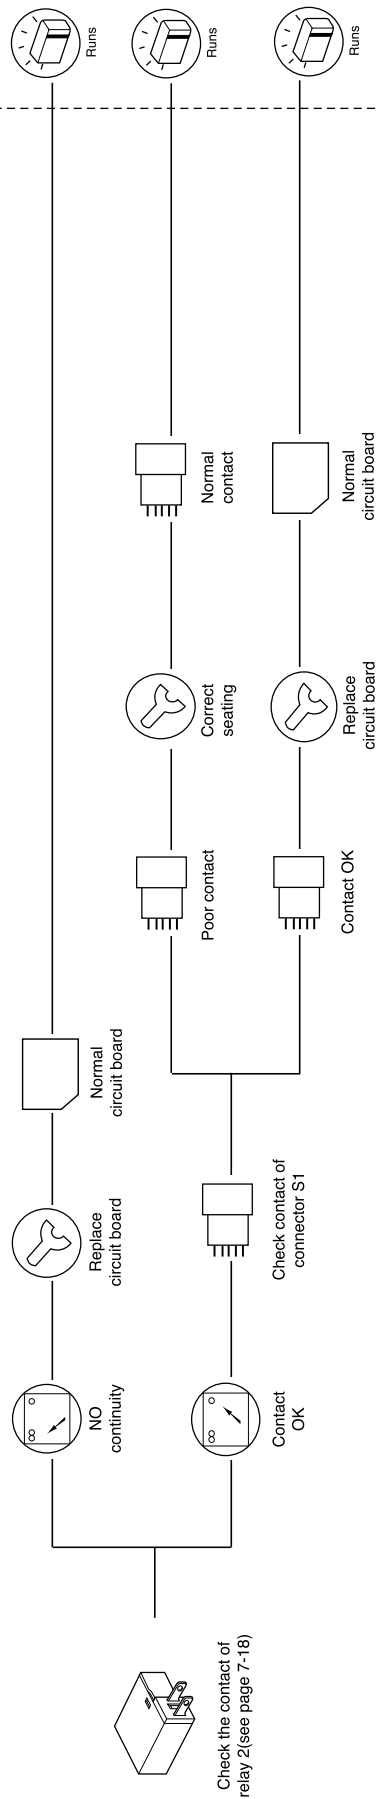 Check the contact of
relay 2(see page 7-18)
NO
continuity
Replace
circuit board
Normal
circuit board
Runs
Contact
OK
Check contact of
connector S1
Poor contact
Correct
seating
Normal
contact
Runs
Contact OK
Replace
circuit board
Normal
circuit board
Runs